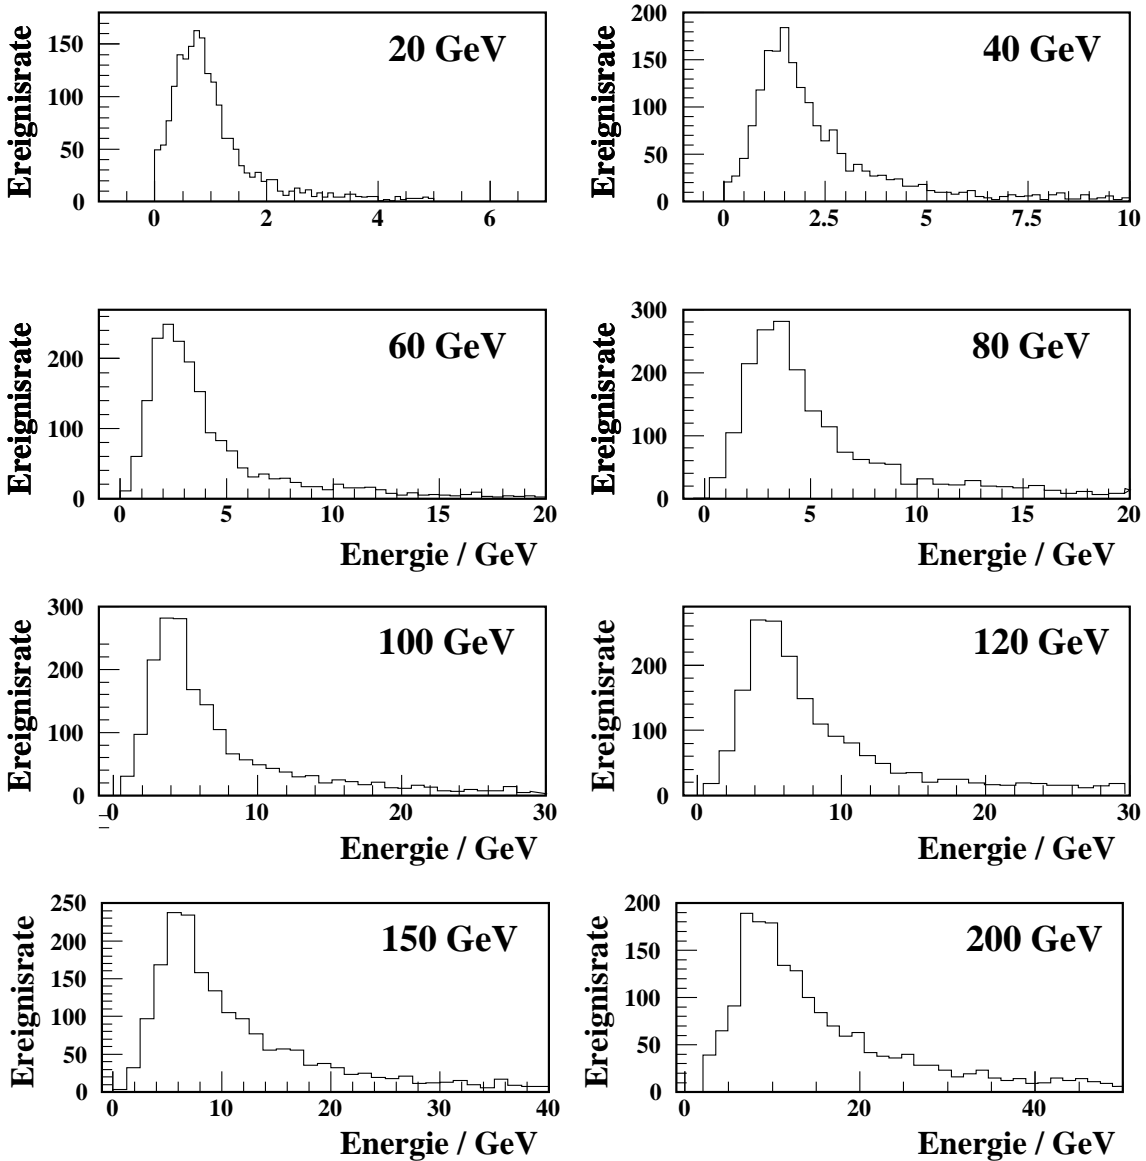 Ereignisrate
150
100
50
0
20 GeV
0 2 4 6
Ereignisrate
200
150
100
50
0
40 GeV
0 2.5 5 7.5 10
Ereignisrate
200
100
0
60 GeV
0 5 10 15 20
Energie / GeV
Ereignisrate
300
200
100
0
80 GeV
0 5 10 15 20
Energie / GeV
Ereignisrate
300
200
100
0
100 GeV
0 10 20 30
Energie / GeV
Ereignisrate
200
100
0
120 GeV
0 10 20 30
Energie / GeV
Ereignisrate
250
200
150
100
50
0
150 GeV
0 10 20 30 40
Energie / GeV
Ereignisrate
200
150
100
50
0
200 GeV
0 20 40
Energie / GeV